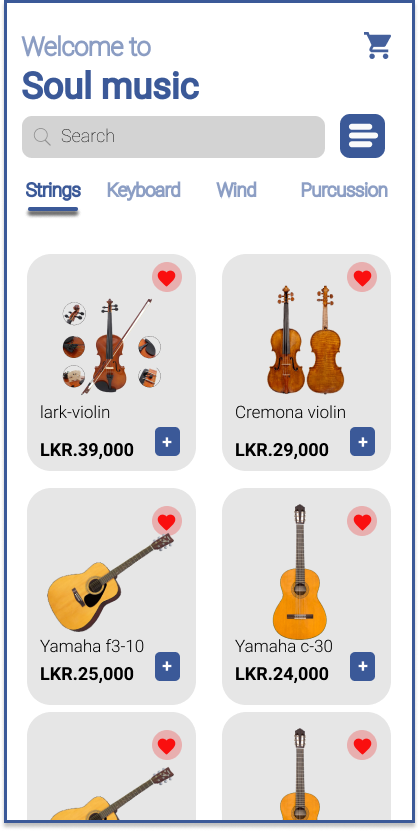 Welcome to
Soul music
Search
Strings Keyboard Wind Purcussion
lark-violin
LKR.39,000 +
Cremona violin
LKR.29,000 +
Yamaha f3-10
LKR.25,000 +
Yamaha c-30
LKR.24,000 +